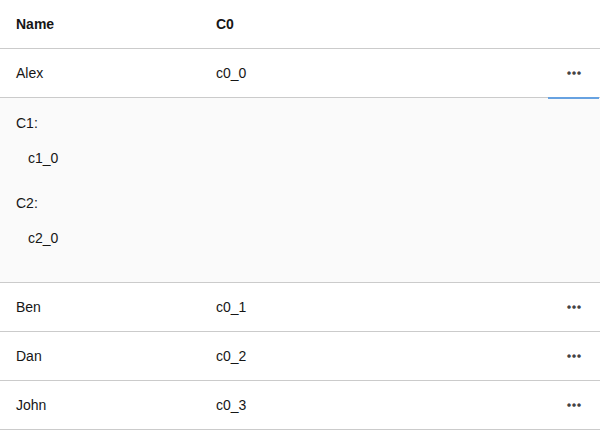 Name C0
Alex c0_0
C1:
c1_0
C2:
c2_0
Ben c0_1
Dan c0_2
John c0_3